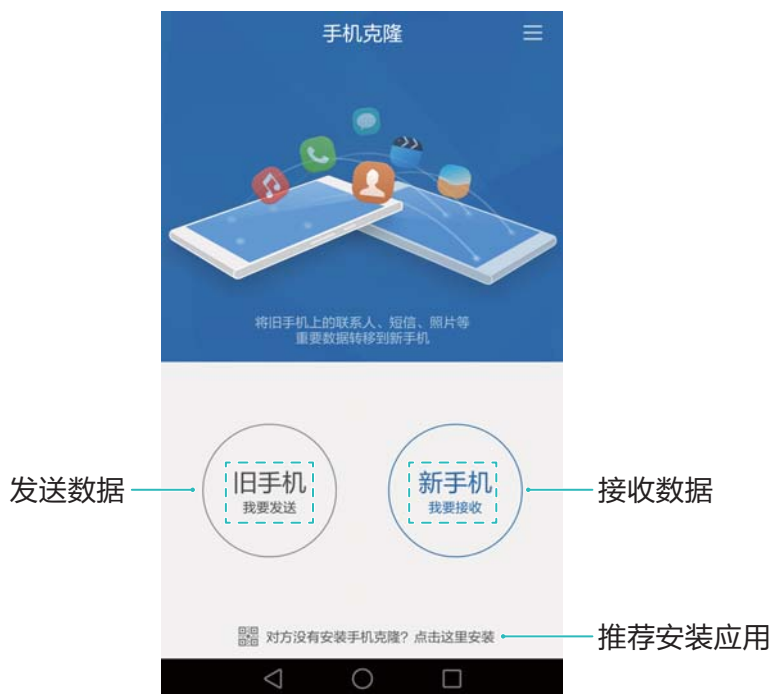 手机克隆
将旧手机上的联系人、短信、照片等
重要数据转移到新手机
发送数据
旧手机
我要发送
新手机
我要接收
接收数据
对方没有安装手机克隆？点击这里安装
推荐安装应用